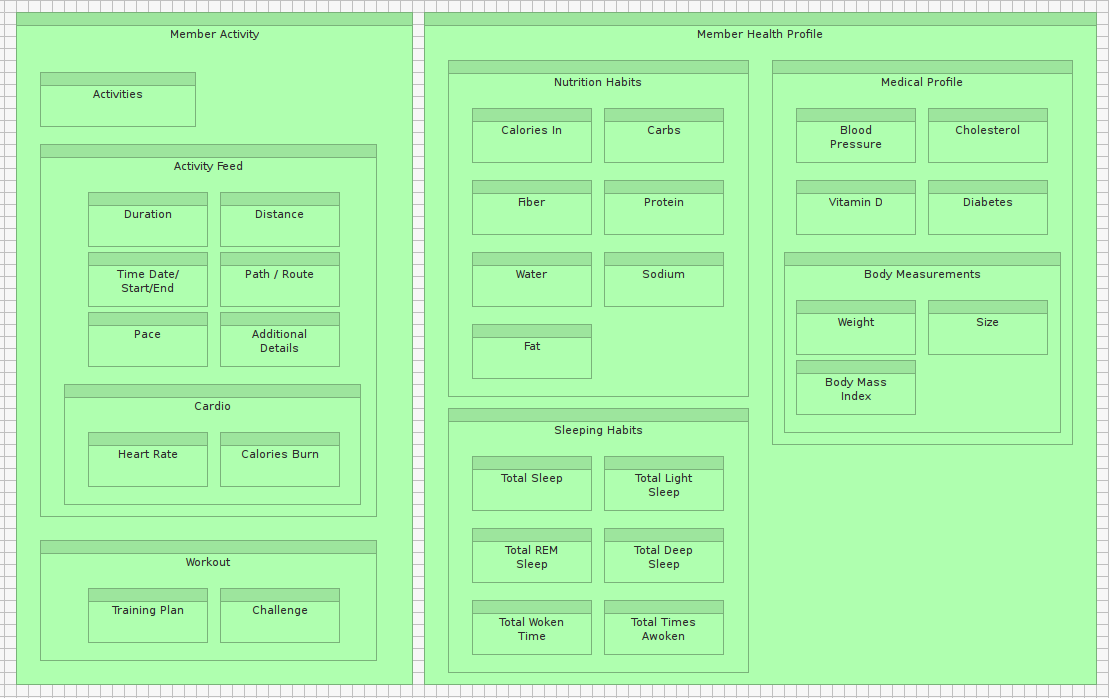 Member Activity
Activities
Activity Feed
Duration
Distance
Time Date/
Start/End
Path / Route
Pace
Additional
Details
Cardio
Heart Rate
Calories Burn
Workout
Training Plan
Challenge
Member Health Profile
Nutrition Habits
Calories In
Carbs
Fiber
Protein
Water
Sodium
Fat
Sleeping Habits
Total Sleep
Total Light
Sleep
Total REM
Sleep
Total Deep
Sleep
Total Woken
Time
Total Times
Awoken
Medical Profile
Blood
Pressure
Cholesterol
Vitamin D
Diabetes
Body Measurements
Weight
Size
Body Mass
Index